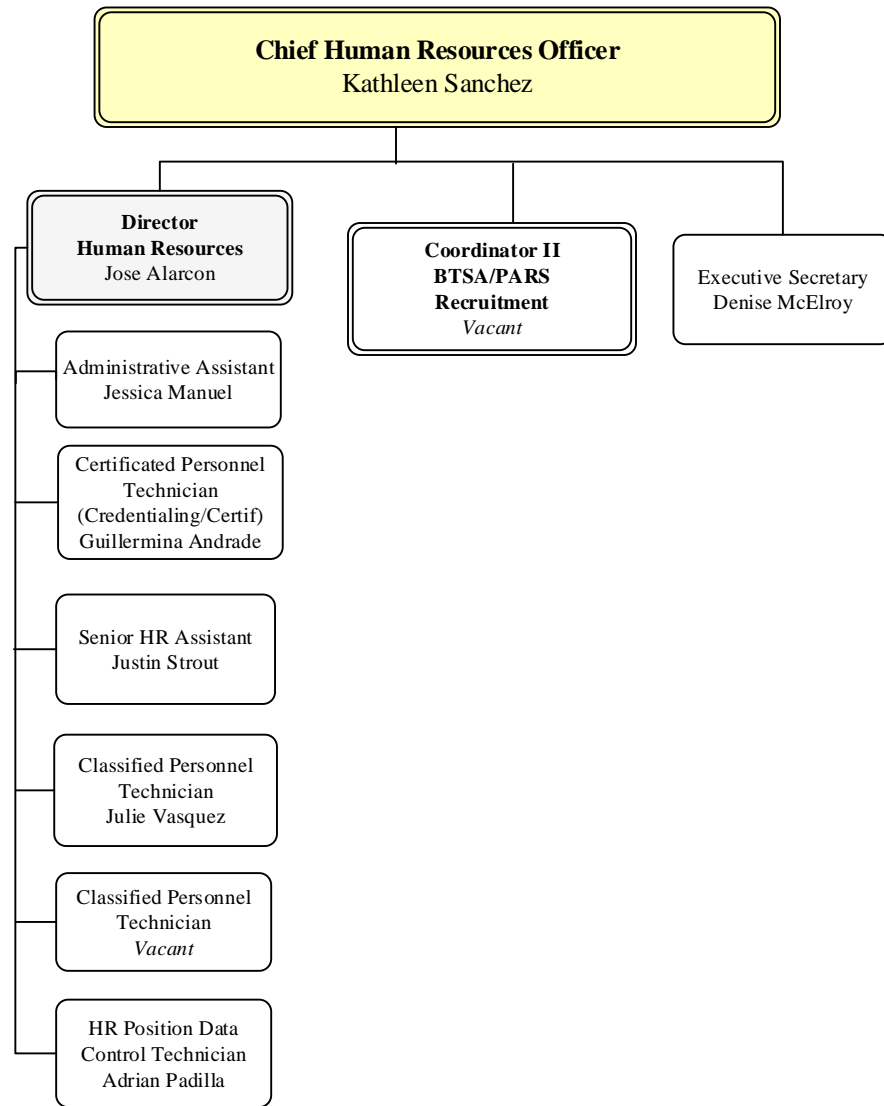 Chief Human Resources Officer
Kathleen Sanchez
Director
Human Resources
Jose Alarcon
Coordinator II
BTSA/PARS
Recruitment
Vacant
Executive Secretary
Denise McElroy
Administrative Assistant
Jessica Manuel
Certificated Personnel
Technician
(Credentialing/Certif)
Guillermina Andrade
Senior HR Assistant
Justin Strout
Classified Personnel
Technician
Julie Vasquez
Classified Personnel
Technician
Vacant
HR Position Data
Control Technician
Adrian Padilla